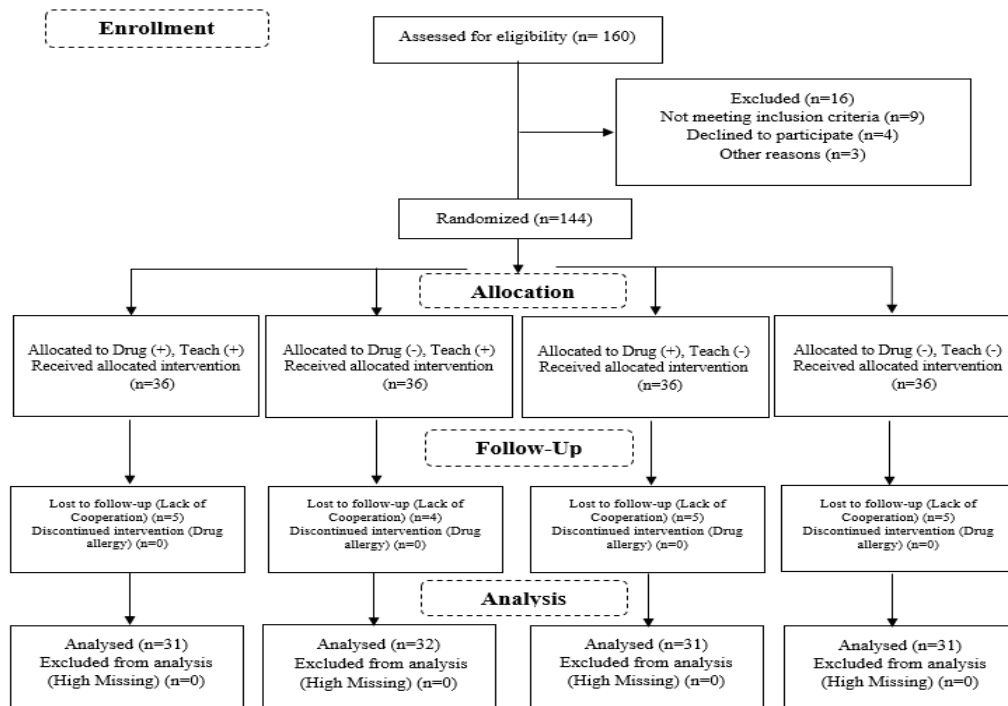 Enrollment
Assessed for eligibility (n= 160)
Excluded (n=16)
Not meeting inclusion criteria (n=9)
Declined to participate (n=4)
Other reasons (n=3)
Randomized (n=144)
Allocation
Allocated to Drug (+), Teach (+)
Received allocated intervention
(n=36)
Allocated to Drug (-), Teach (+)
Received allocated intervention
(n=36)
Allocated to Drug (+), Teach (-)
Received allocated intervention
(n=36)
Allocated to Drug (-), Teach (-)
Received allocated intervention
(n=36)
Follow-Up
Lost to follow-up (Lack of
Cooperation) (n=5)
Discontinued intervention (Drug
allergy) (n=0)
Lost to follow-up (Lack of
Cooperation) (n=4)
Discontinued intervention (Drug
allergy) (n=0)
Lost to follow-up (Lack of
Cooperation) (n=5)
Discontinued intervention (Drug
allergy) (n=0)
Lost to follow-up (Lack of
Cooperation) (n=5)
Discontinued intervention (Drug
allergy) (n=0)
Analysis
Analysed (n=31)
Excluded from analysis
(High Missing) (n=0)
Analysed (n=32)
Excluded from analysis
(High Missing) (n=0)
Analysed (n=31)
Excluded from analysis
(High Missing) (n=0)
Analysed (n=31)
Excluded from analysis
(High Missing) (n=0)